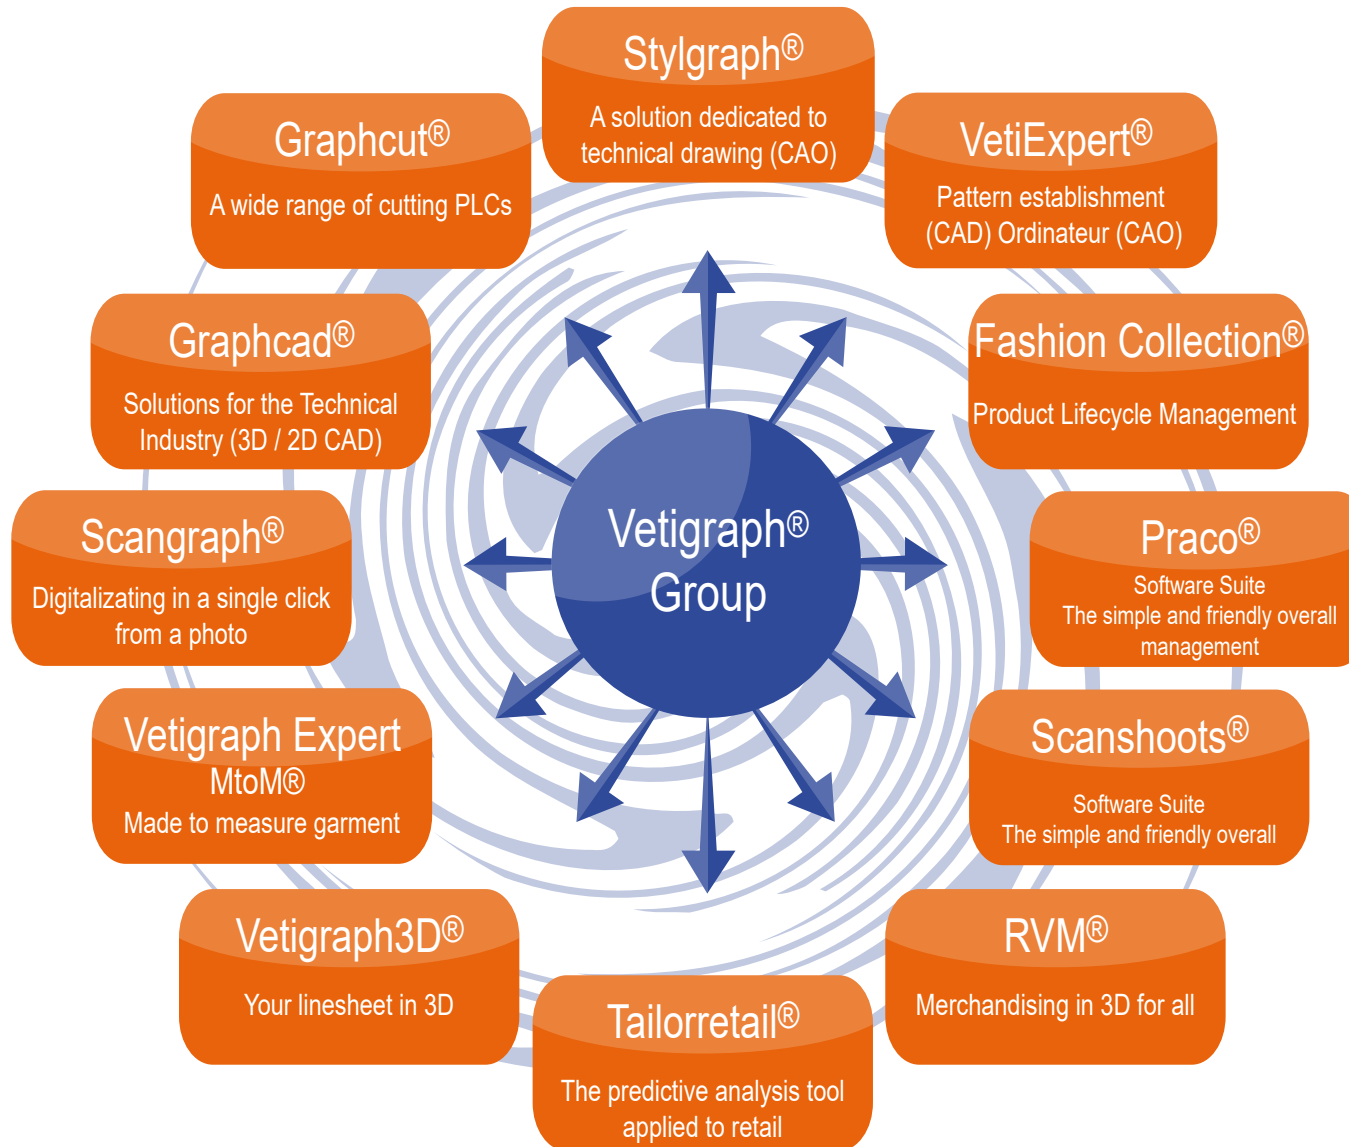 Stylgraph®
A solution dedicated to
technical drawing (CAO)
VetiExpert®
Pattern establishment
(CAD) Ordinateur (CAO)
Fashion Collection®
Product Lifecycle Management
Praco®
Software Suite
The simple and friendly overall
management
Scanshoots®
Software Suite
The simple and friendly overall
RVM®
Merchandising in 3D for all
Tailorretail®
The predictive analysis tool
applied to retail
Vetigraph3D®
Your linesheet in 3D
Vetigraph Expert
MtoM®
Made to measure garment
Scangraph®
Digitalizating in a single click
from a photo
Graphcad®
Solutions for the Technical
Industry (3D / 2D CAD)
Graphcut®
A wide range of cutting PLCs
Vetigraph®
Group